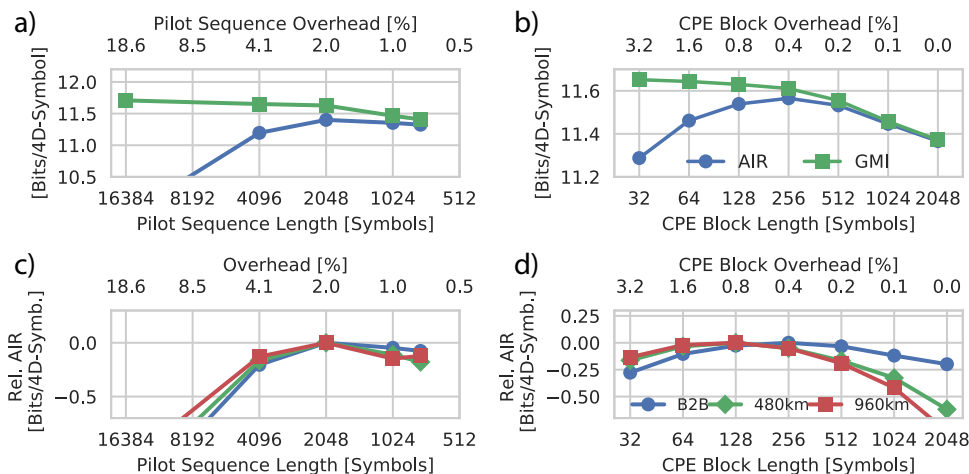 a)
Pilot Sequence Overhead [%]
18.6 8.5 4.1 2.0 1.0 0.5
[Bits/4D-Symbol]
12.0
11.5
11.0
10.5
16384 8192 4096 2048 1024 512
Pilot Sequence Length [Symbols]
b)
CPE Block Overhead [%]
3.2 1.6 0.8 0.4 0.2 0.1 0.0
[Bits/4D-Symbol]
11.6
11.4
11.2
AIR GMI
32 64 128 256 512 1024 2048
CPE Block Length [Symbols]
c)
Overhead [%]
18.6 8.5 4.1 2.0 1.0 0.5
Rel. AIR
[Bits/4D-Symb.]
0.0
−0.5
16384 8192 4096 2048 1024 512
Pilot Sequence Length [Symbols]
d)
CPE Block Overhead [%]
3.2 1.6 0.8 0.4 0.2 0.1 0.0
Rel. AIR
[Bits/4D-Symb.]
0.25
0.00
−0.25
−0.50
B2B 480km 960km
32 64 128 256 512 1024 2048
CPE Block Length [Symbols]